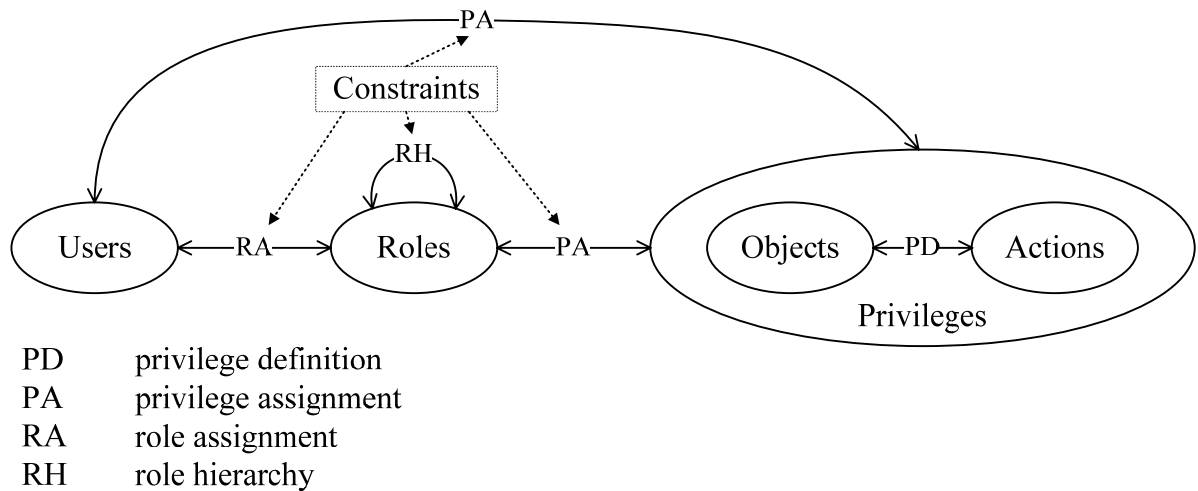 PA
Constraints
RH
Users
RA
Roles
PA
Objects
PD
Actions
Privileges
PD privilege definition
PA privilege assignment
RA role assignment
RH role hierarchy